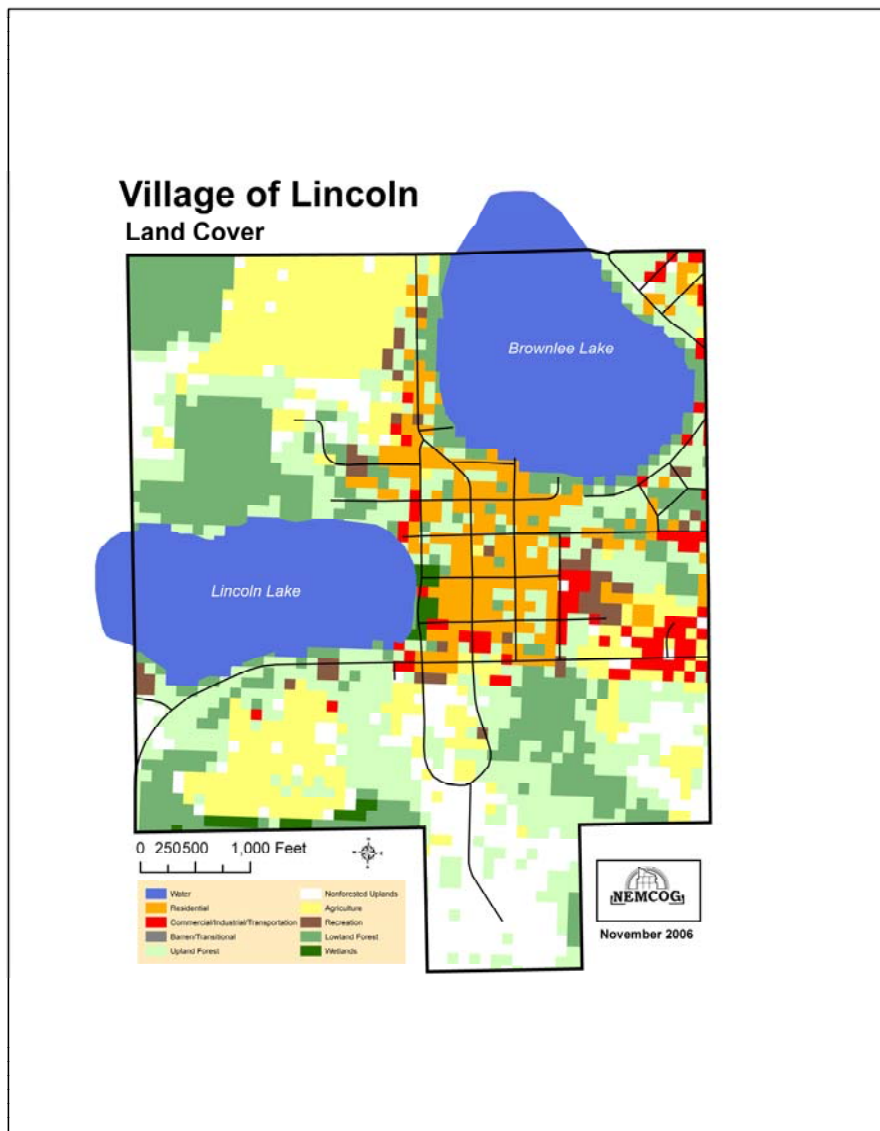 Village of Lincoln
Land Cover
Brownlee Lake
Lincoln Lake
0 250500 1,000 Feet
Water
Residential
Commercial/Industrial/Transportation
Barren/Transitional
Upland Forest
Nonforested Uplands
Agriculture
Recreation
Lowland Forest
Wetlands
NEMCOG
November 2006